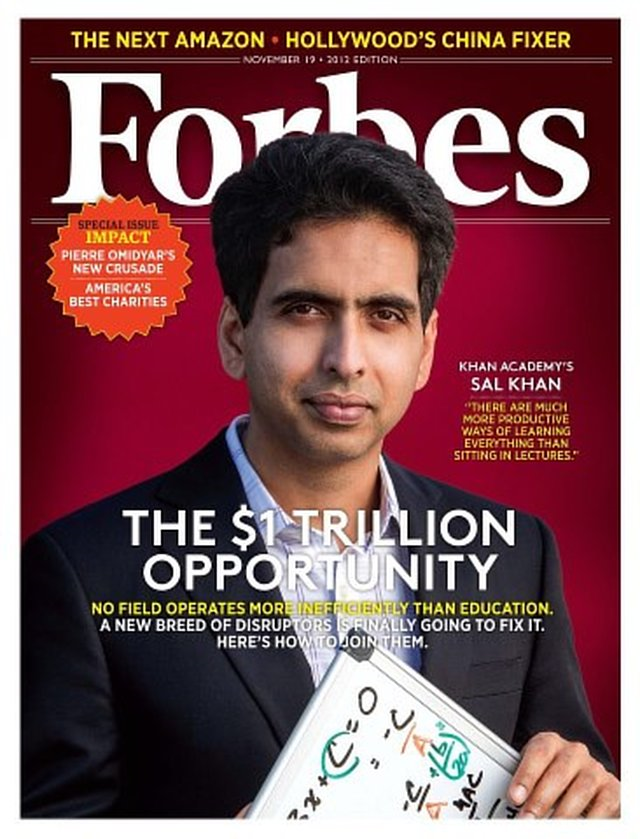 THE NEXT AMAZON • HOLLYWOOD'S CHINA FIXER
NOVEMBER 19 • 2012 EDITION
Forbes
SPECIAL ISSUE
IMPACT
PIERRE OMIDYAR'S
NEW CRUSADE
AMERICA'S
BEST CHARITIES
KHAN ACADEMY'S
SAL KHAN
"THERE ARE MUCH
MORE PRODUCTIVE
WAYS OF LEARNING
EVERYTHING THAN
SITTING IN LECTURES."
THE $1 TRILLION
OPPORTUNITY
NO FIELD OPERATES MORE INEFFICIENTLY THAN EDUCATION.
A NEW BREED OF DISRUPTORS IS FINALLY GOING TO FIX IT.
HERE'S HOW TO JOIN THEM.